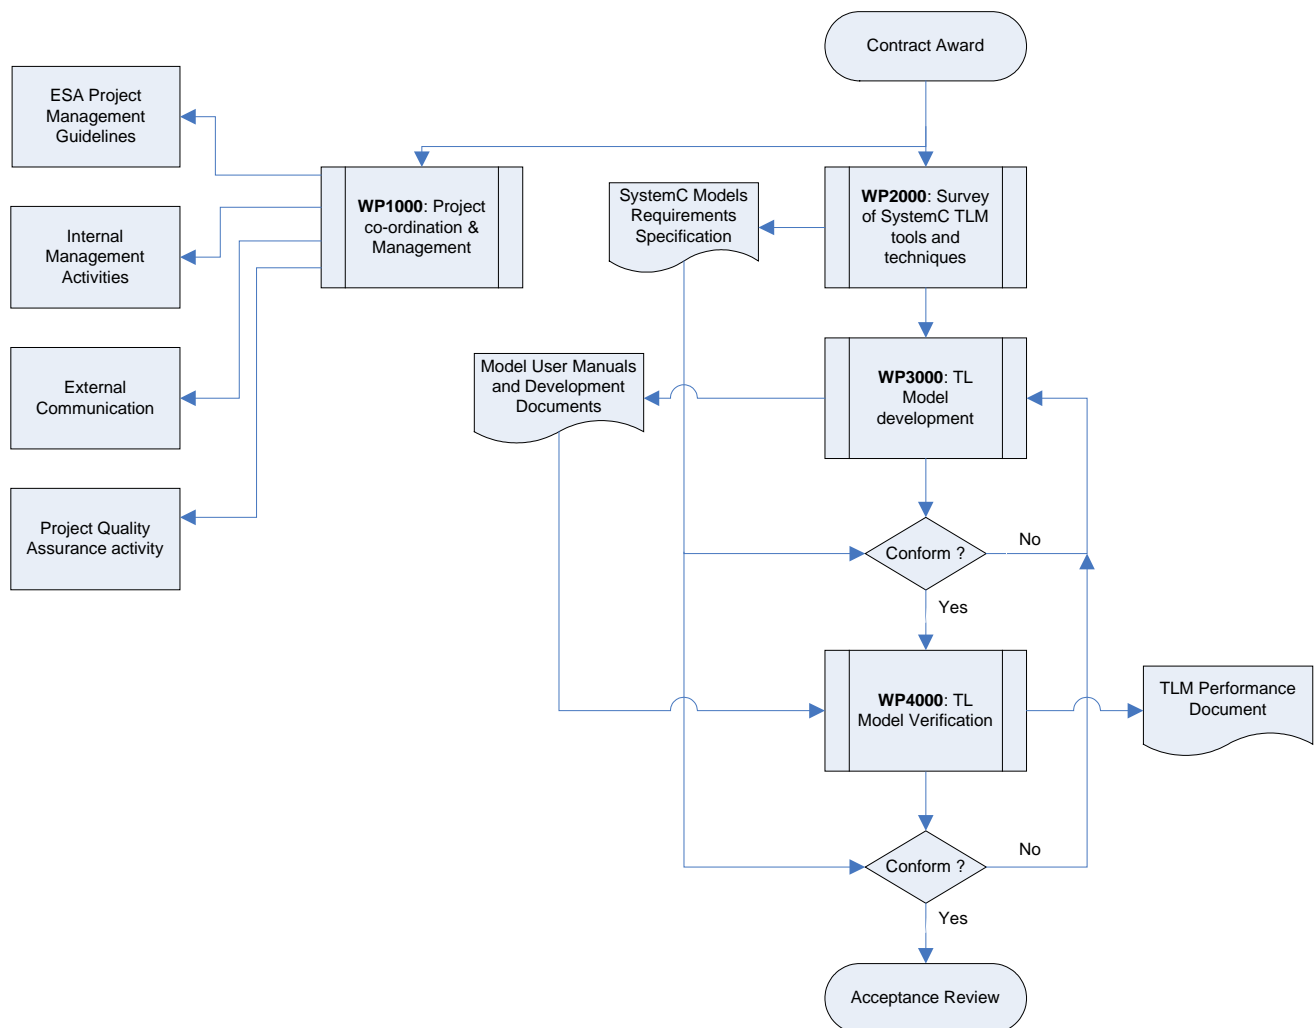 Contract Award
ESA Project
Management
Guidelines
WP1000: Project
co-ordination &
Management
SystemC Models
Requirements
Specification
WP2000: Survey
of SystemC TLM
tools and
techniques
Internal
Management
Activities
External
Communication
Model User Manuals
and Development
Documents
WP3000: TL
Model
development
Project Quality
Assurance activity
Conform ?
No
Yes
WP4000: TL
Model Verification
TLM Performance
Document
Conform ?
No
Yes
Acceptance Review